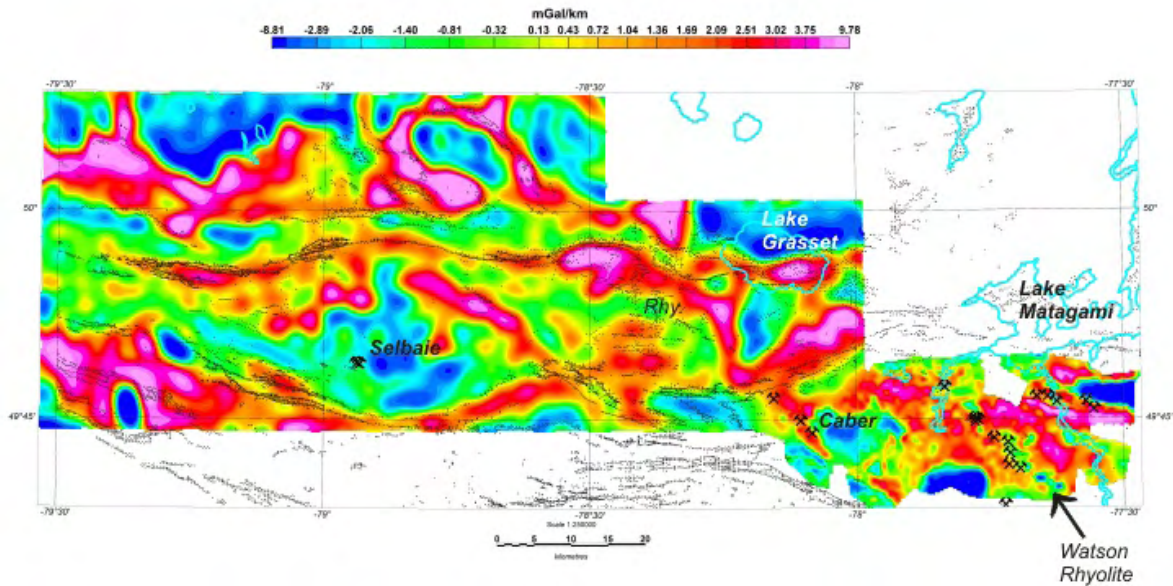 mGal/km
-8.81 -2.89 -2.06 -1.40 -0.81 -0.32 0.13 0.43 0.72 1.04 1.36 1.69 2.09 2.51 3.02 3.75 9.78
-79°30' -79° -78°30' -78° -77°30'
50° 50°
Lake
Grasset
Lake
Matagami
Rhy.
Selbaie
49°45' 49°45'
Caber
-79°30' -79° -78°30' -78° -77°30'
Scale 1:250000
0 5 10 15 20
kilometres
Watson
Rhyolite